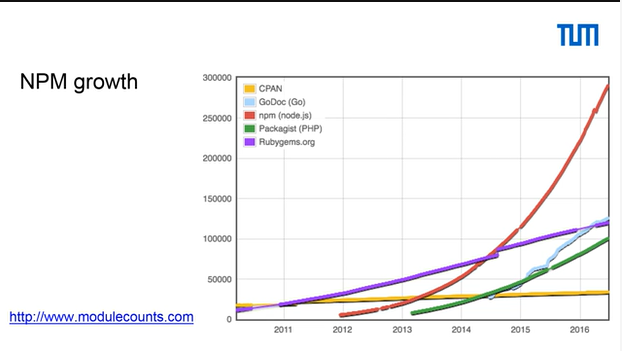 TUM
NPM growth
300000
250000
200000
150000
100000
50000
0
CPAN
GoDoc (Go)
npm (node.js)
Packagist (PHP)
Rubygems.org
2011
2012
2013
2014
2015
2016
http://www.modulecounts.com